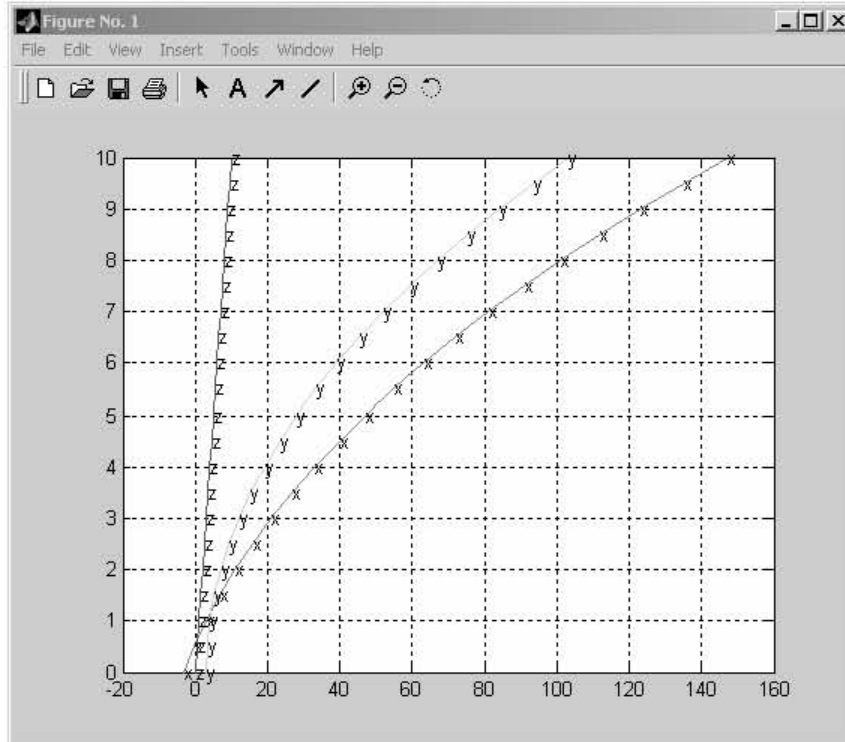 Figure No. 1
File Edit View Insert Tools Window Help
A
10 z y x
z y x
9 z y x
z y x
8 z y x
z y x
7 z y x
z y x
6 z y x
z y x
5 z y x
z y x
4 z y x
z y x
3 z y x
z y x
2 z y x
z y x
1 z x y
x z y
0 x z y
-20 0 20 40 60 80 100 120 140 160